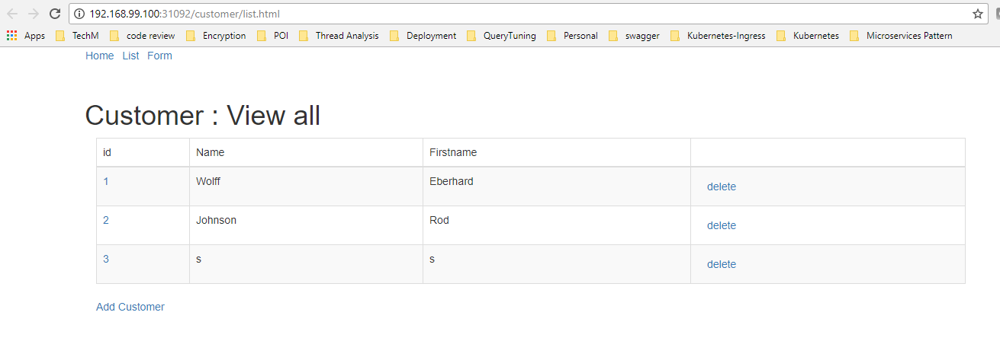 192.168.99.100:31092/customer/list.html
Apps TechM code review Encryption POI Thread Analysis Deployment QueryTuning Personal swagger Kubernetes-Ingress Kubernetes Microservices Pattern
Home List Form
Customer : View all
id Name Firstname
1 Wolff Eberhard delete
2 Johnson Rod delete
3 s s delete
Add Customer